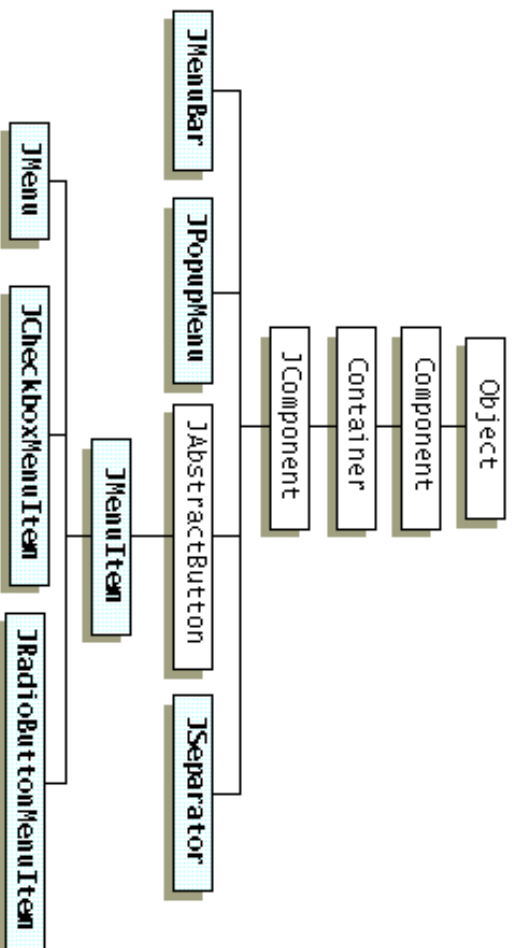 Object
Component
Container
JComponent
JMenuBar
JPopupMenu
JAbstractButton
JSeparator
JMenuItem
JMenu
JCheckboxMenuItem
JRadioButtonMenuItem